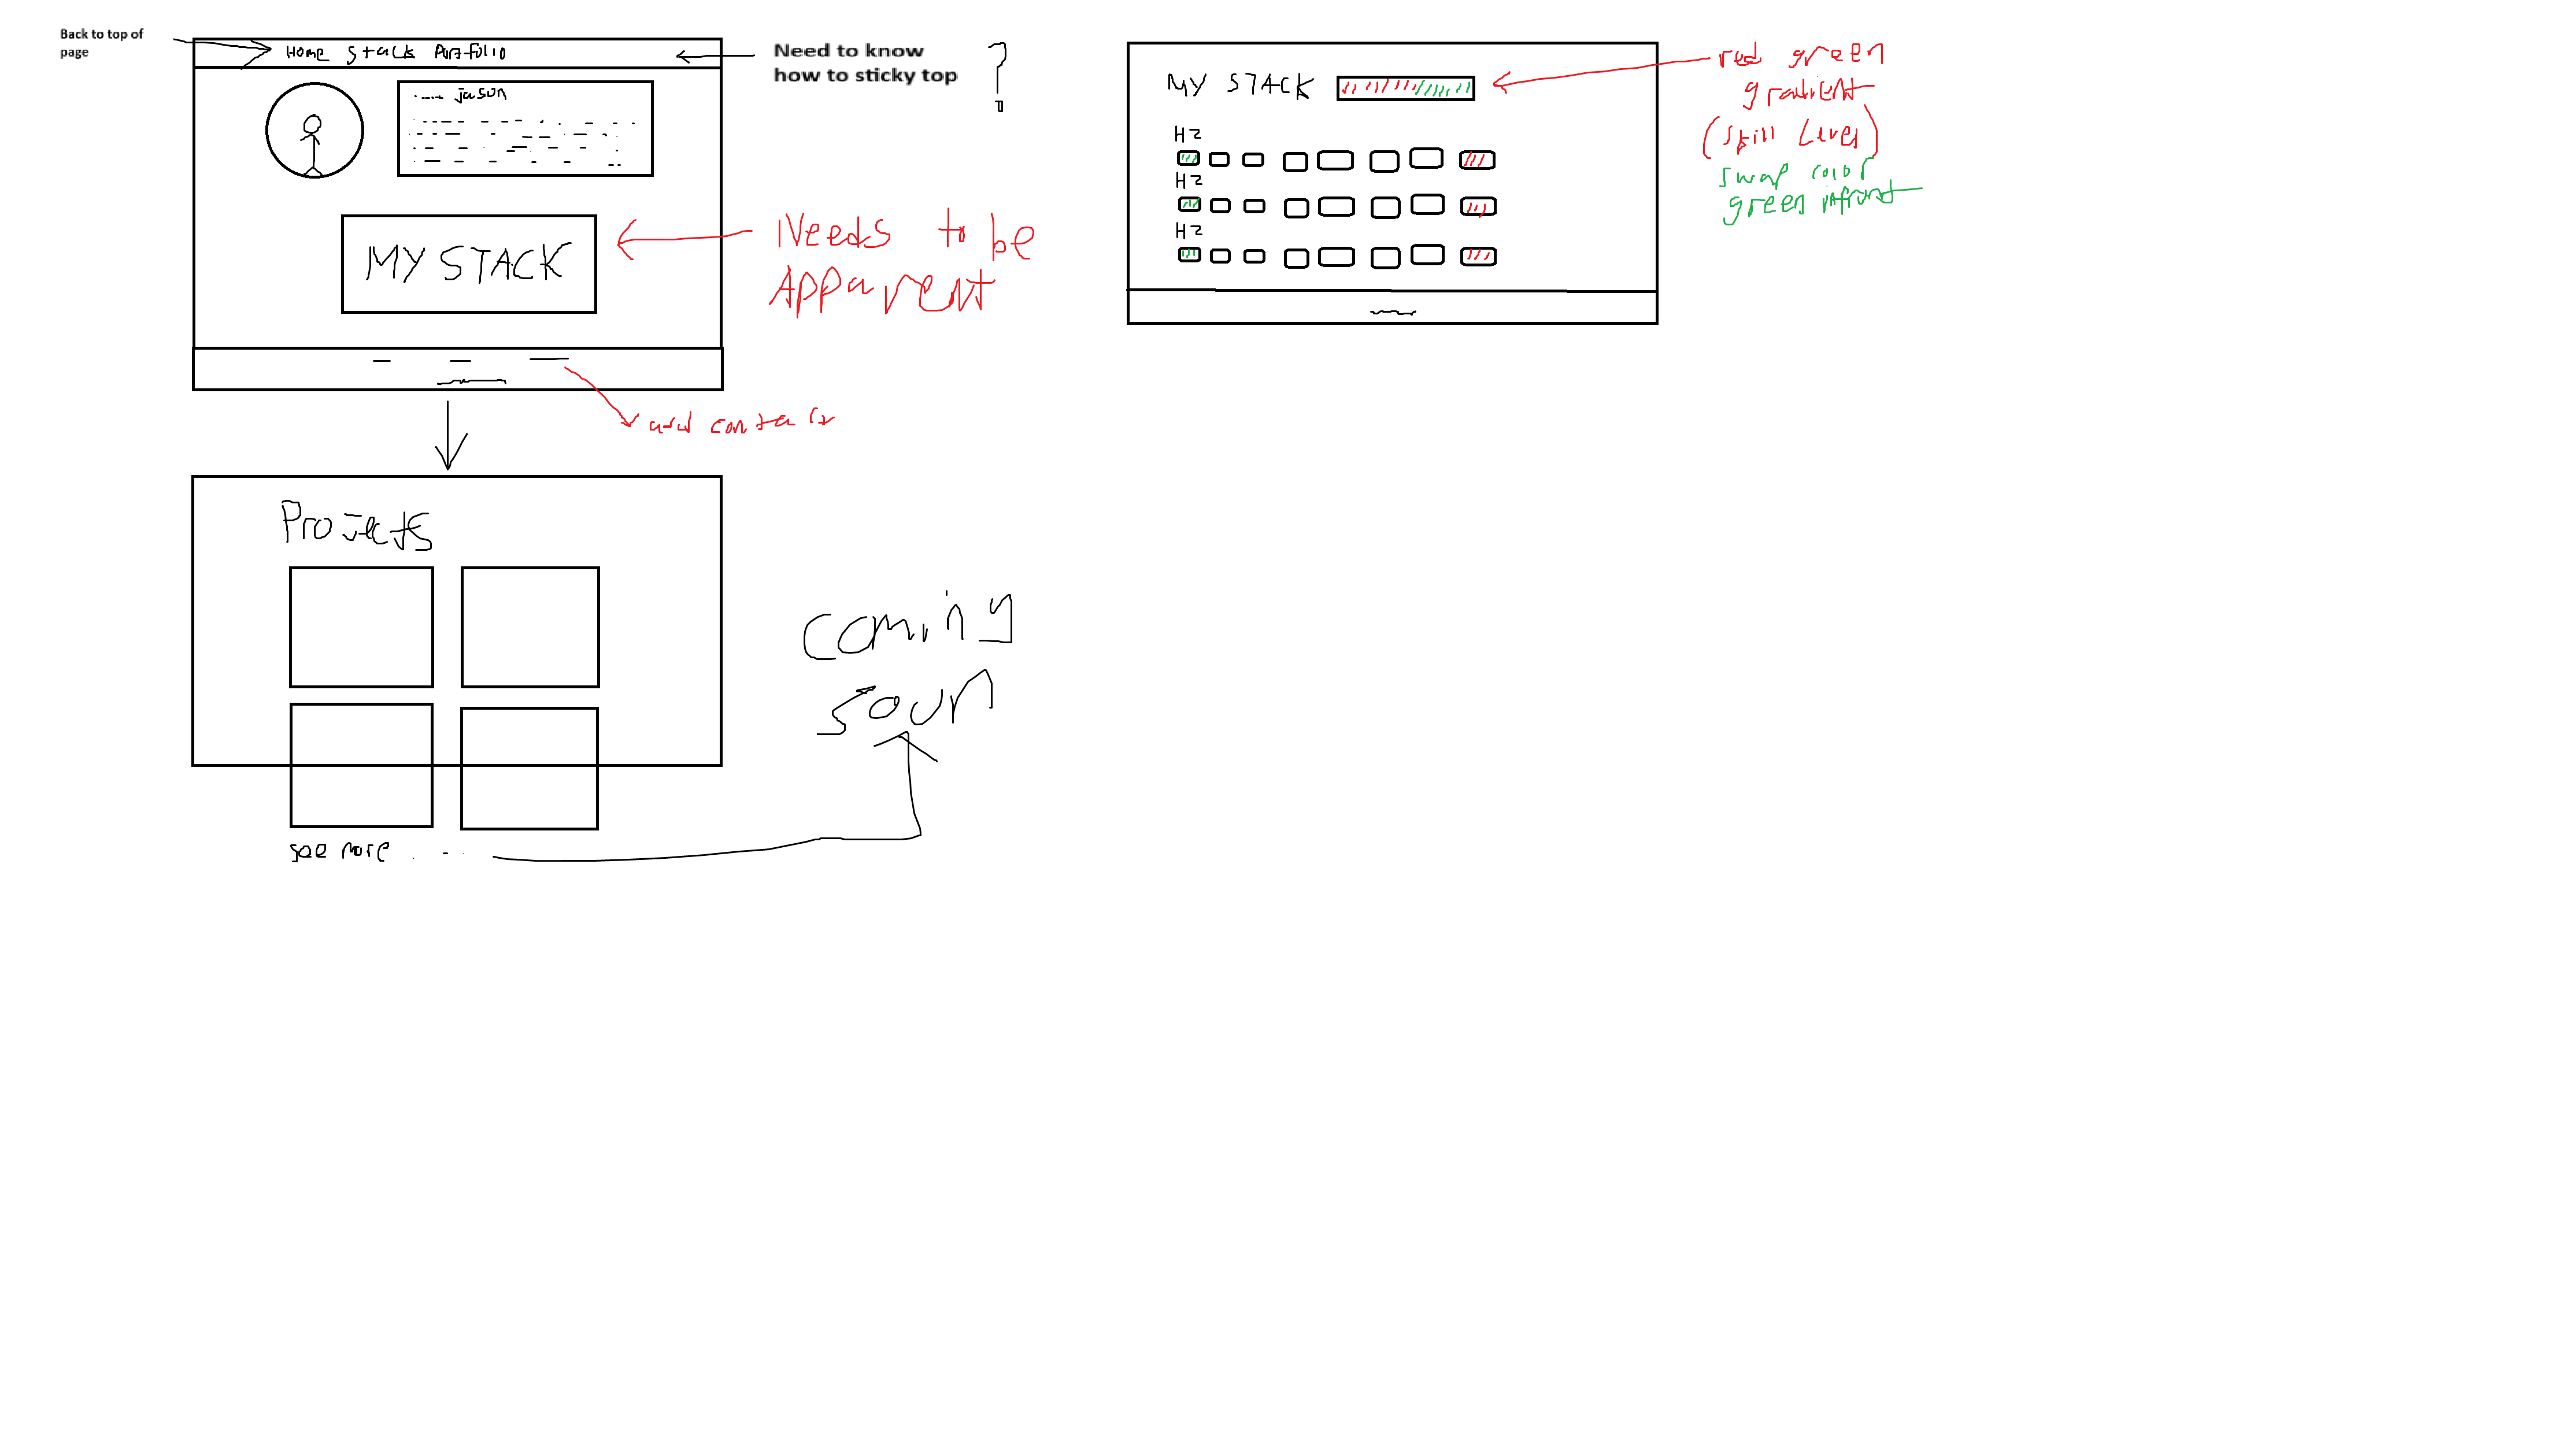 Back to top of
page
Home Stack Portfolio
Need to know
how to sticky top
?
jason
MY STACK
Needs to be
Apparent
add contact
Projects
see more ....
coming
soon
MY STACK
red green
gradient
(skill level)
swap color
green
H2
H2
H2